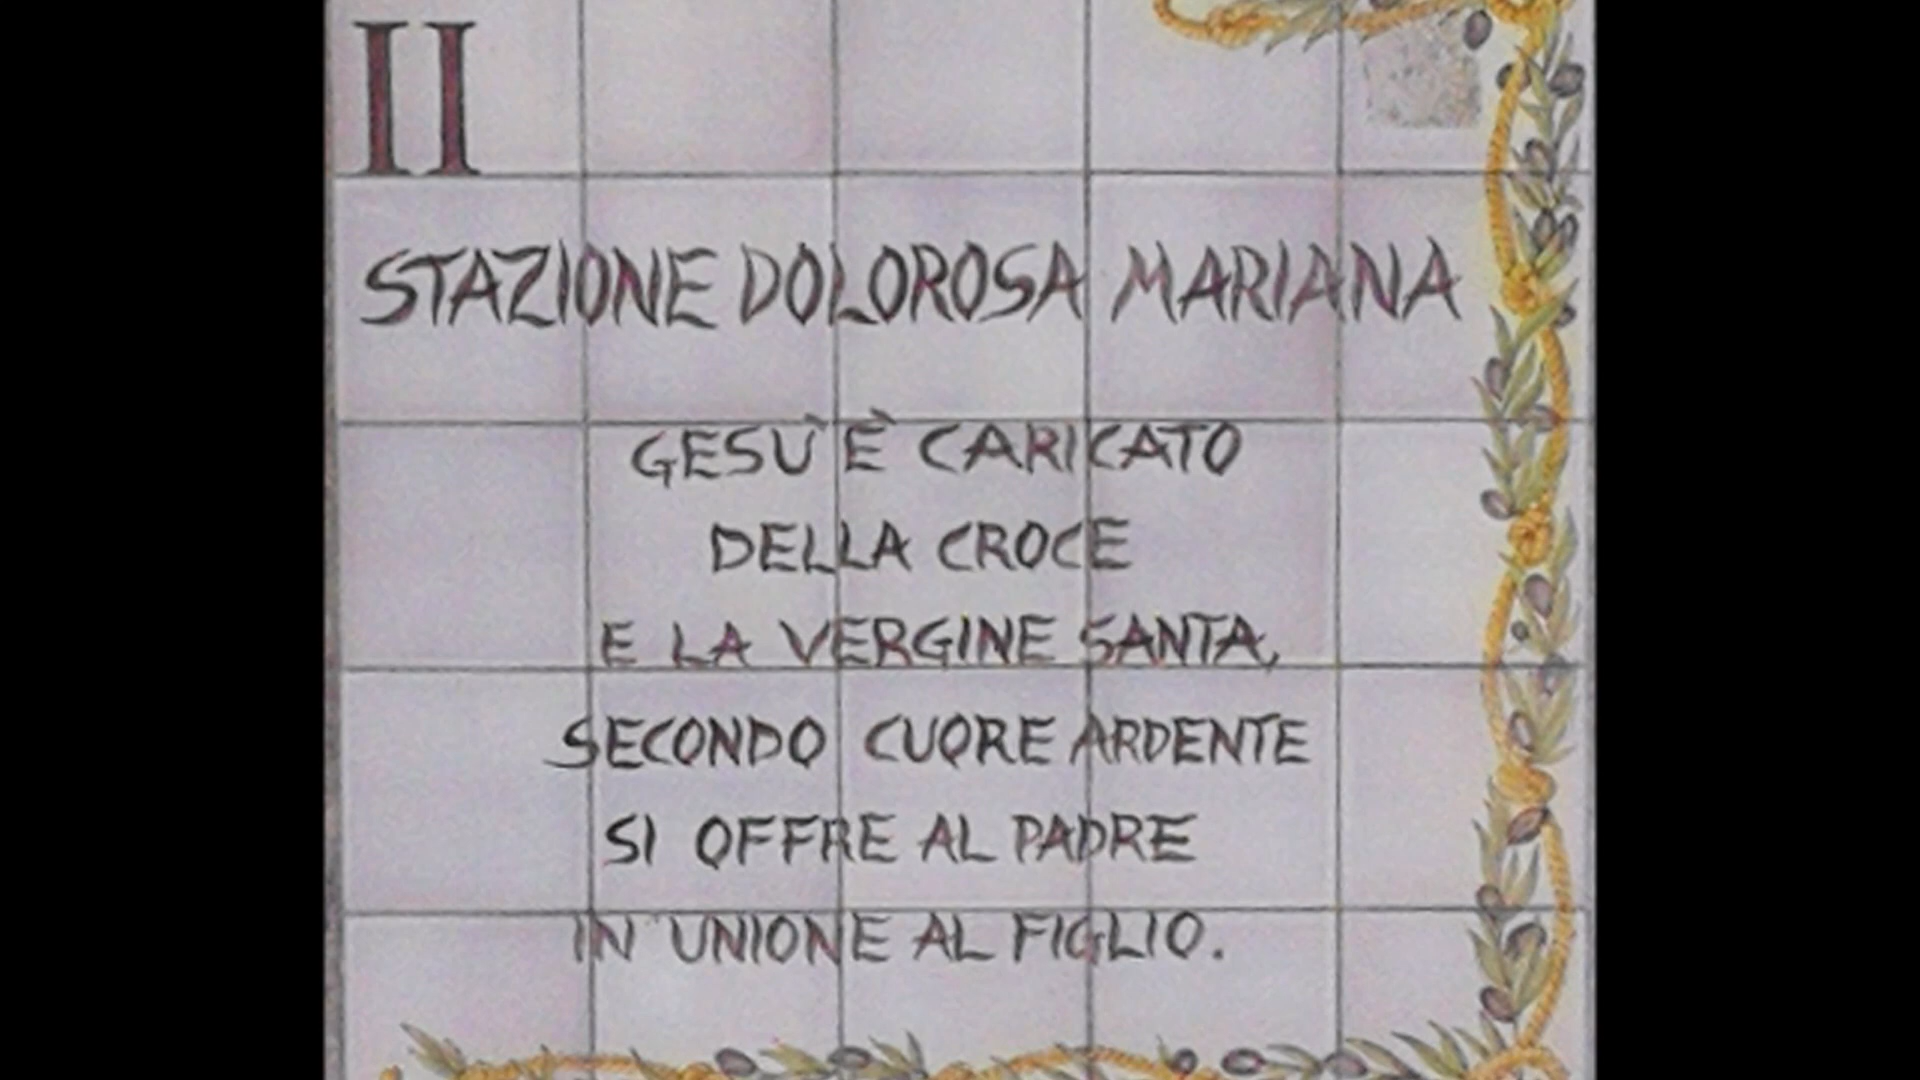 II
STAZIONE DOLOROSA MARIANA
GESÙ È CARICATO
DELLA CROCE
E LA VERGINE SANTA,
SECONDO CUORE ARDENTE
SI OFFRE AL PADRE
IN UNIONE AL FIGLIO.